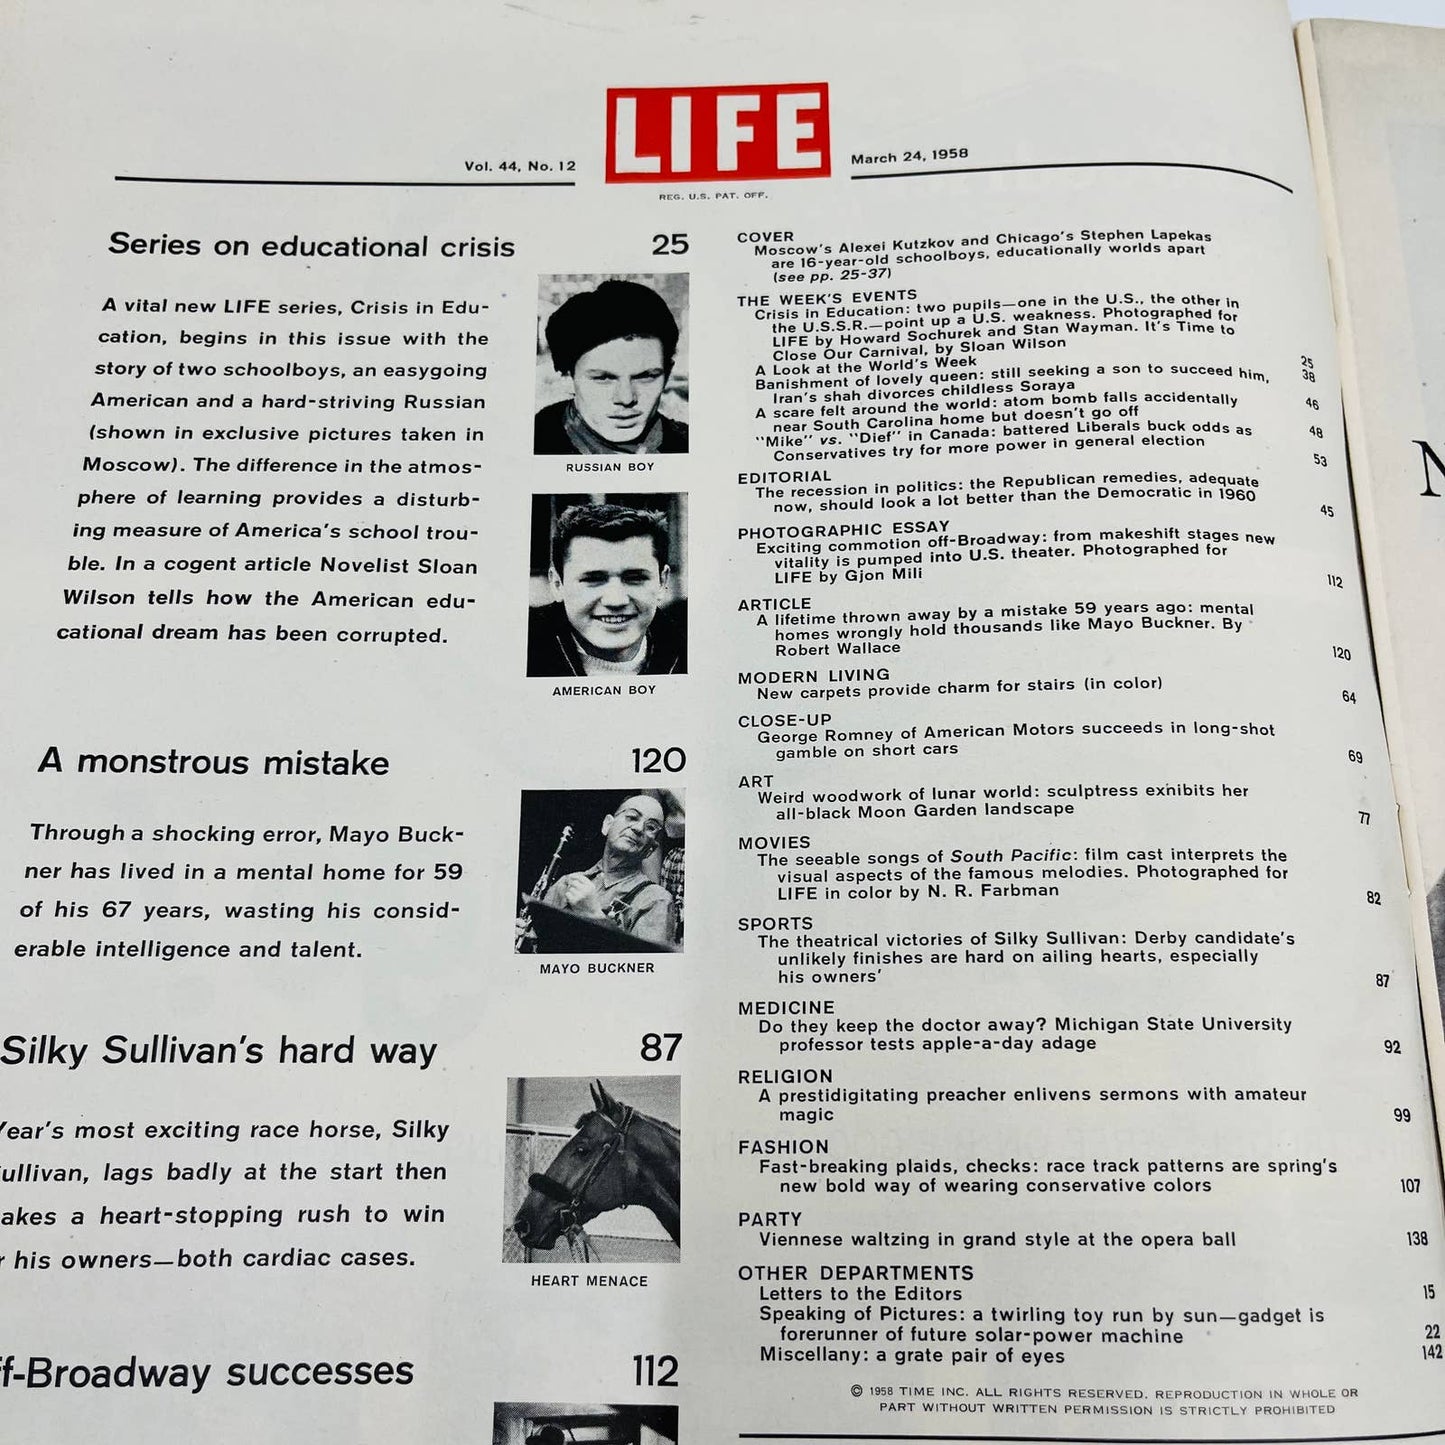 LIFE
Vol. 44, No. 12
March 24, 1958
REG. U.S. PAT. OFF.
Series on educational crisis 25
A vital new LIFE series, Crisis in Edu-
cation, begins in this issue with the
story of two schoolboys, an easygoing
American and a hard-striving Russian
(shown in exclusive pictures taken in
Moscow). The difference in the atmos-
phere of learning provides a disturb-
ing measure of America's school trou-
ble. In a cogent article Novelist Sloan
Wilson tells how the American edu-
cational dream has been corrupted.
RUSSIAN BOY
AMERICAN BOY
A monstrous mistake 120
Through a shocking error, Mayo Buck-
ner has lived in a mental home for 59
of his 67 years, wasting his consid-
erable intelligence and talent.
MAYO BUCKNER
Silky Sullivan's hard way 87
Year's most exciting race horse, Silky
ullivan, lags badly at the start then
akes a heart-stopping rush to win
r his owners—both cardiac cases.
HEART MENACE
ff-Broadway successes 112
COVER
Moscow's Alexei Kutzkov and Chicago's Stephen Lapekas
are 16-year-old schoolboys, educationally worlds apart
(see pp. 25-37)
THE WEEK'S EVENTS
Crisis in Education: two pupils—one in the U.S., the other in
the U.S.S.R.—point up a U.S. weakness. Photographed for
LIFE by Howard Sochurek and Stan Wayman. It's Time to
Close Our Carnival, by Sloan Wilson 25
A Look at the World's Week 38
Banishment of lovely queen: still seeking a son to succeed him,
Iran's shah divorces childless Soraya 46
A scare felt around the world: atom bomb falls accidentally
near South Carolina home but doesn't go off 48
"Mike" vs. "Dief" in Canada: battered Liberals buck odds as
Conservatives try for more power in general election 53
EDITORIAL
The recession in politics: the Republican remedies, adequate
now, should look a lot better than the Democratic in 1960 45
PHOTOGRAPHIC ESSAY
Exciting commotion off-Broadway: from makeshift stages new
vitality is pumped into U.S. theater. Photographed for
LIFE by Gjon Mili 112
ARTICLE
A lifetime thrown away by a mistake 59 years ago: mental
homes wrongly hold thousands like Mayo Buckner. By
Robert Wallace 120
MODERN LIVING
New carpets provide charm for stairs (in color) 64
CLOSE-UP
George Romney of American Motors succeeds in long-shot
gamble on short cars 69
ART
Weird woodwork of lunar world: sculptress exhibits her
all-black Moon Garden landscape 77
MOVIES
The seeable songs of South Pacific: film cast interprets the
visual aspects of the famous melodies. Photographed for
LIFE in color by N. R. Farbman 82
SPORTS
The theatrical victories of Silky Sullivan: Derby candidate's
unlikely finishes are hard on ailing hearts, especially
his owners' 87
MEDICINE
Do they keep the doctor away? Michigan State University
professor tests apple-a-day adage 92
RELIGION
A prestidigitating preacher enlivens sermons with amateur
magic 99
FASHION
Fast-breaking plaids, checks: race track patterns are spring's
new bold way of wearing conservative colors 107
PARTY
Viennese waltzing in grand style at the opera ball 138
OTHER DEPARTMENTS
Letters to the Editors 15
Speaking of Pictures: a twirling toy run by sun—gadget is
forerunner of future solar-power machine 22
Miscellany: a grate pair of eyes 142
© 1958 TIME INC. ALL RIGHTS RESERVED. REPRODUCTION IN WHOLE OR
PART WITHOUT WRITTEN PERMISSION IS STRICTLY PROHIBITED
N